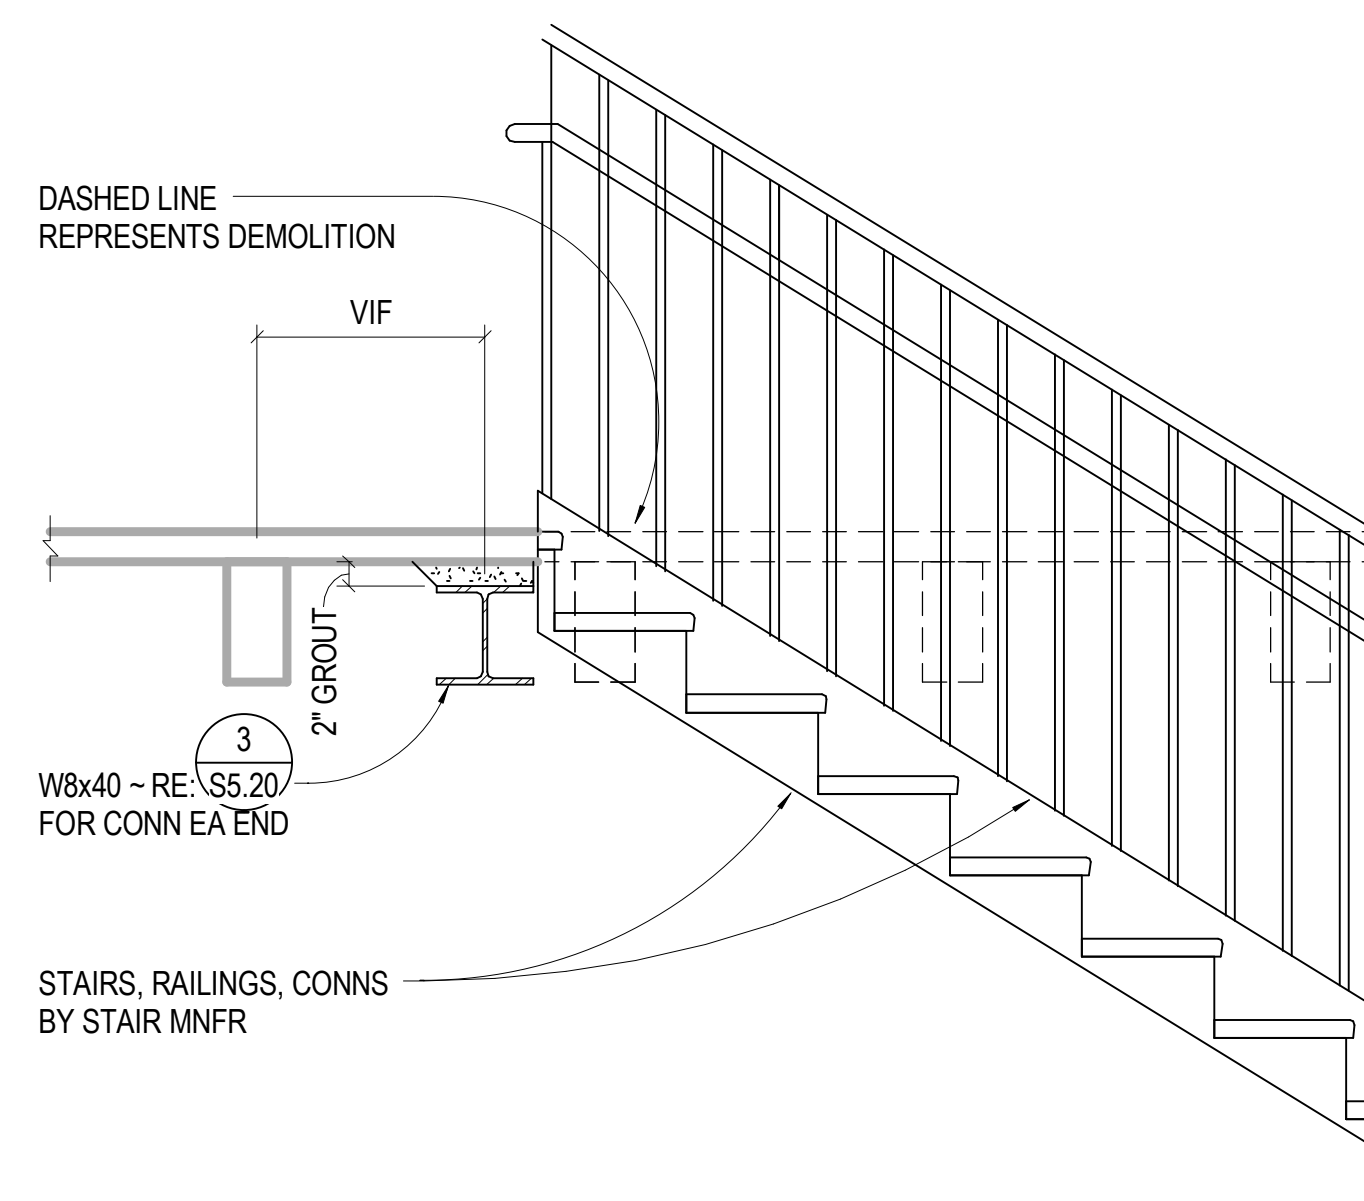 DASHED LINE
REPRESENTS DEMOLITION
VIF
2" GROUT
3
W8x40 ~ RE: S5.20
FOR CONN EA END
STAIRS, RAILINGS, CONNS
BY STAIR MNFR